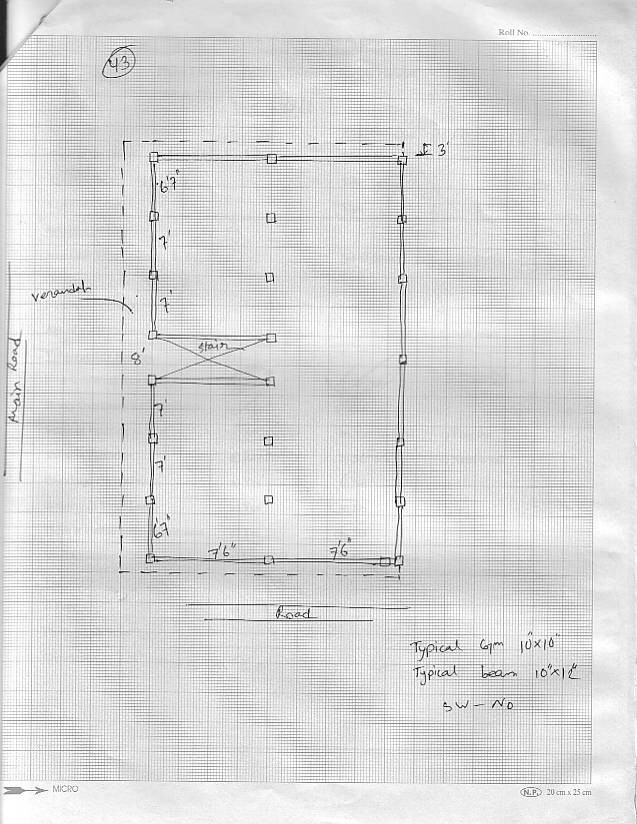 Roll No.
43
3'
6'7"
7'
7'
Verandah
stair
8'
Main Road
7'
7'
6'7"
7'6"
7'6"
Road
Typical Colm 10"x10"
Typical beam 10"x12"
SW - No
MICRO
N.P. 20 cm x 25 cm